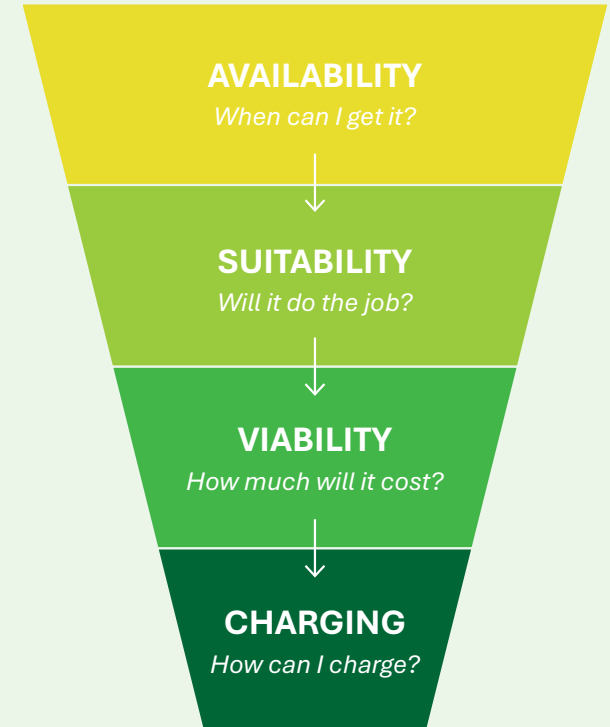 AVAILABILITY
When can I get it?
SUITABILITY
Will it do the job?
VIABILITY
How much will it cost?
CHARGING
How can I charge?